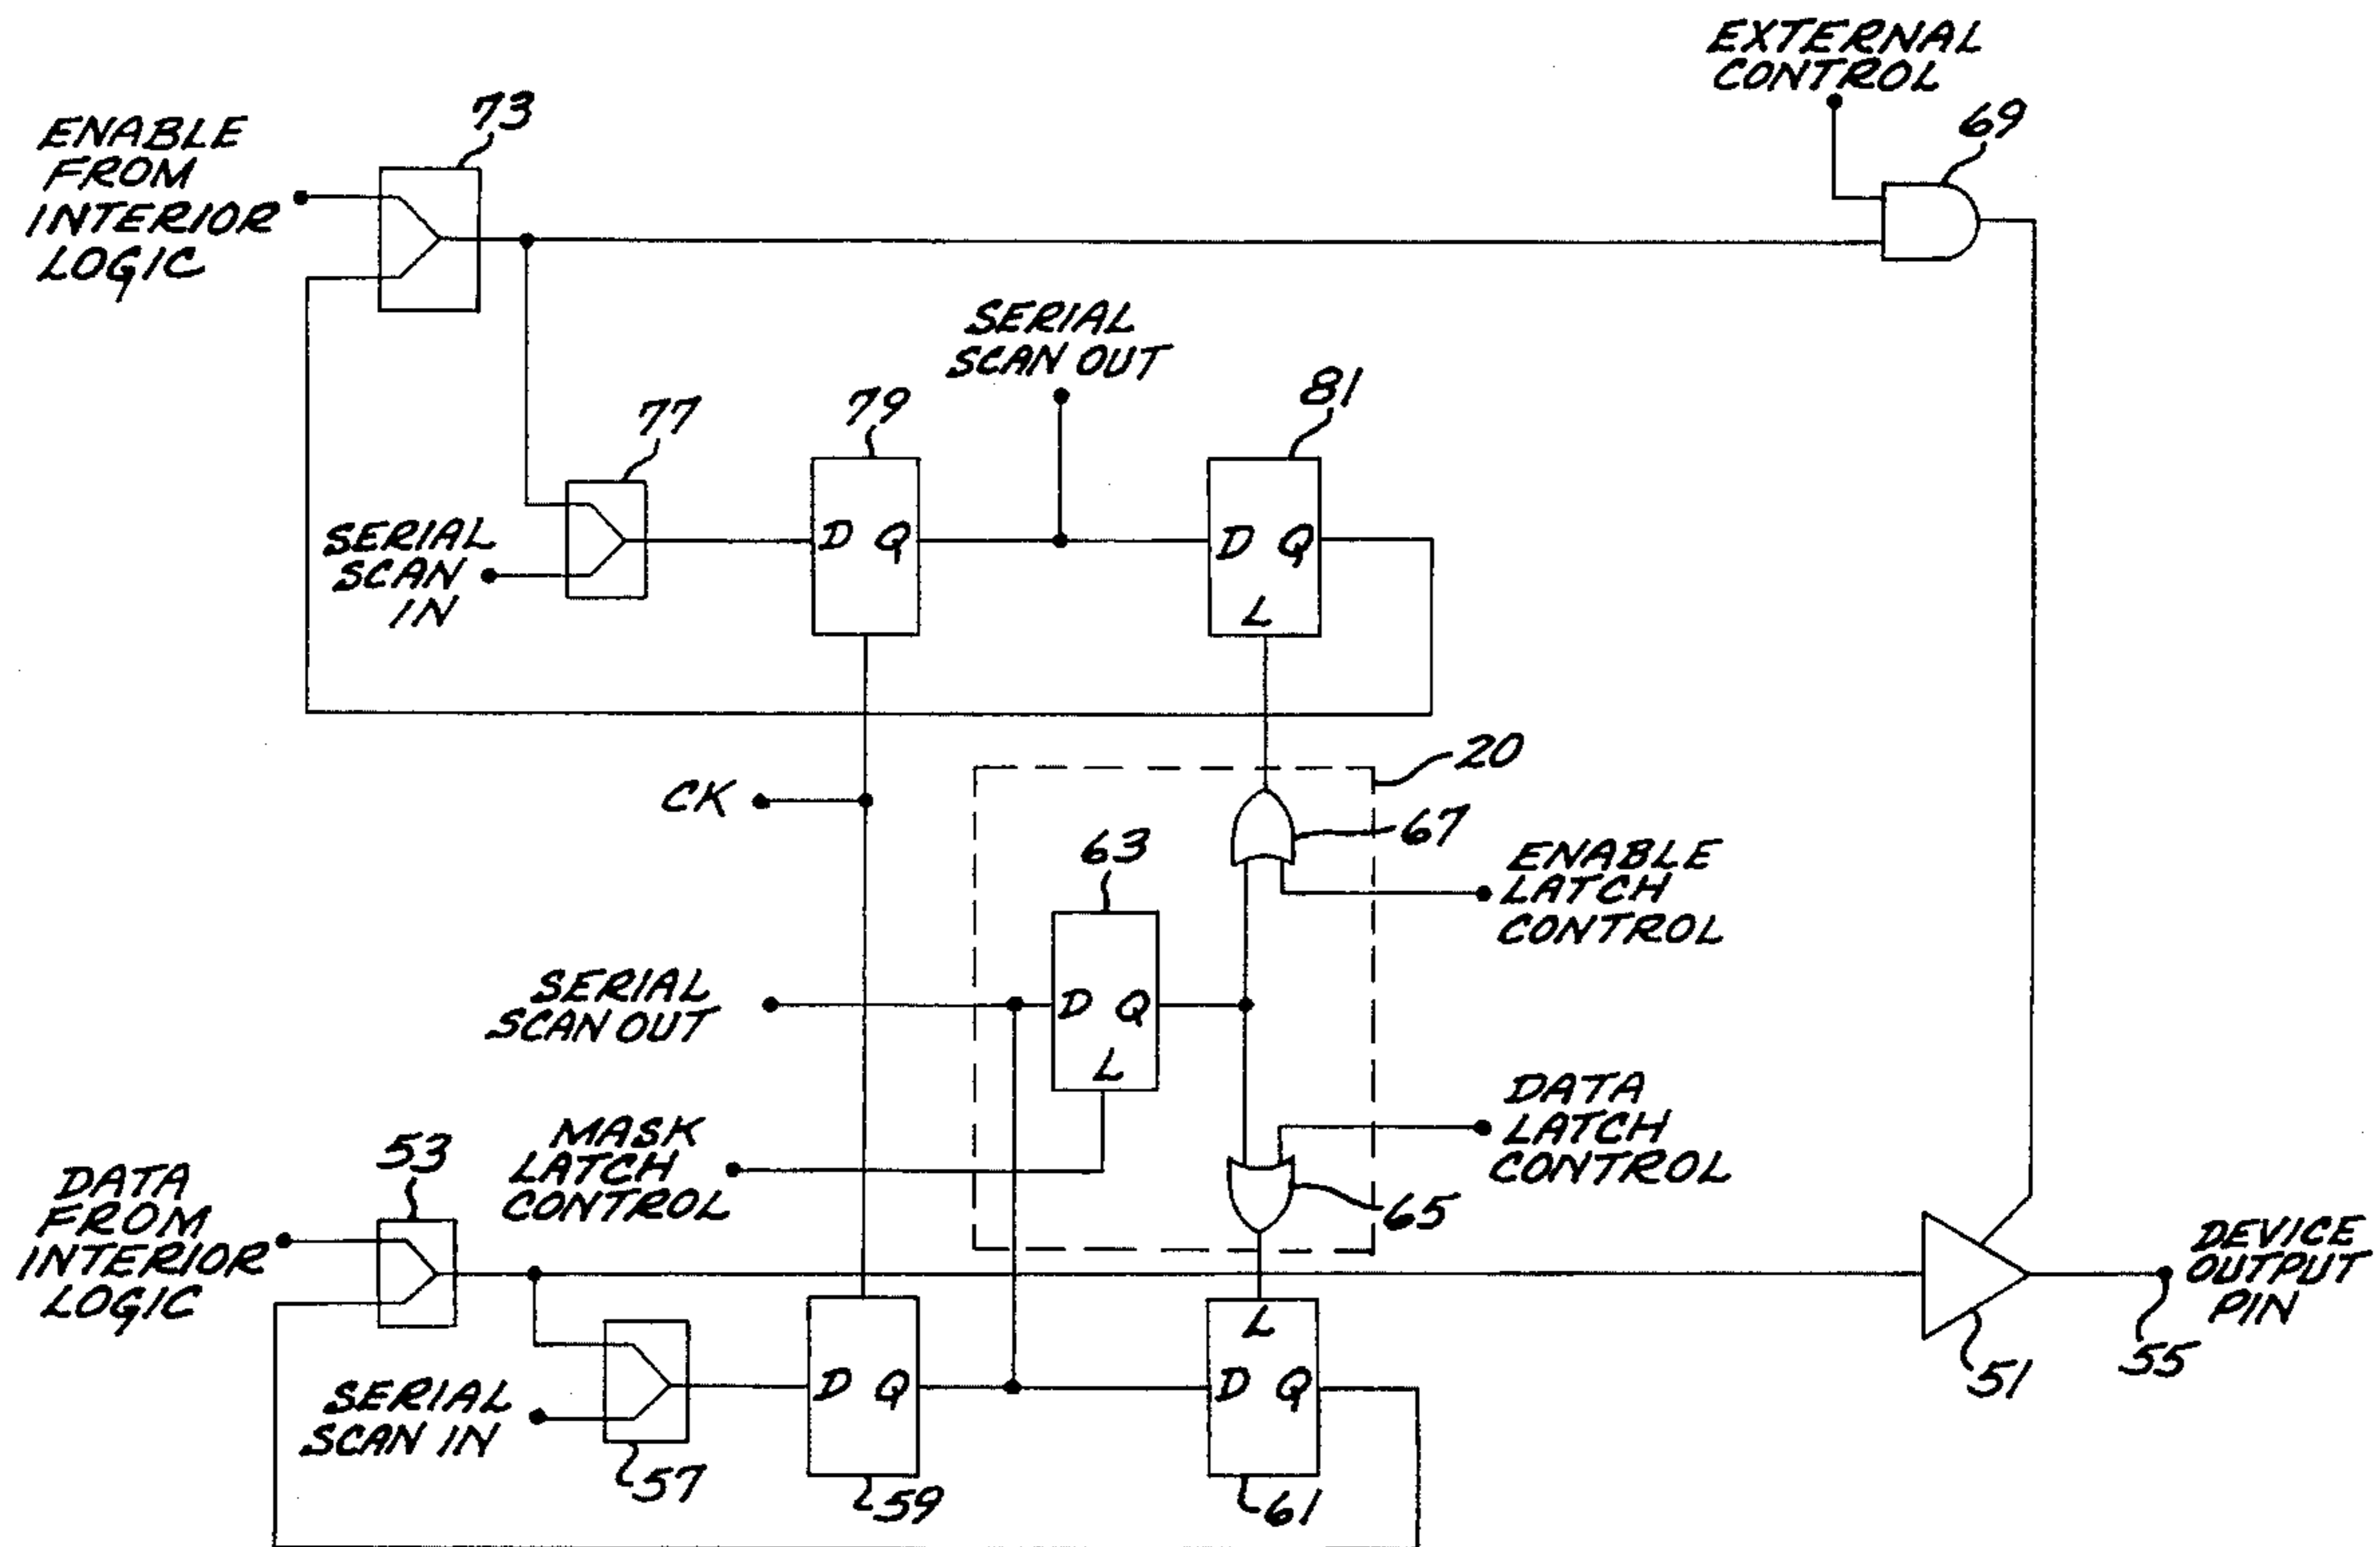 EXTERNAL
CONTROL
69
73
ENABLE
FROM
INTERIOR
LOGIC
SERIAL
SCAN OUT
81
79
77
D Q
D Q
L
SERIAL
SCAN
IN
20
CK
67
63
ENABLE
LATCH
CONTROL
SERIAL
SCAN OUT
D Q
L
DATA
LATCH
CONTROL
MASK
LATCH
CONTROL
53
65
DATA
FROM
INTERIOR
LOGIC
DEVICE
OUTPUT
PIN
L
D Q
D Q
55
51
SERIAL
SCAN IN
57
59
61